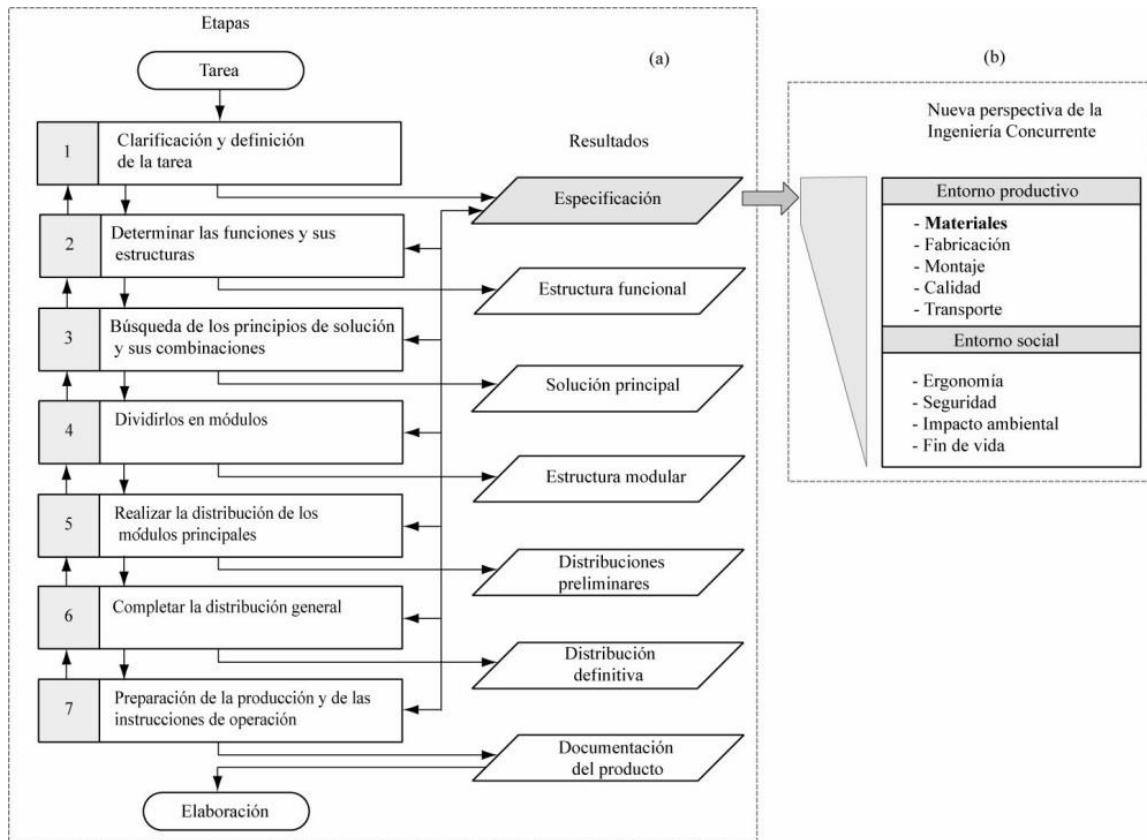 Etapas
(a)
Tarea
1
Clarificación y definición
de la tarea
Resultados
Especificación
2
Determinar las funciones y sus
estructuras
Estructura funcional
3
Búsqueda de los principios de solución
y sus combinaciones
Solución principal
4
Dividirlos en módulos
Estructura modular
5
Realizar la distribución de los
módulos principales
Distribuciones
preliminares
6
Completar la distribución general
Distribución
definitiva
7
Preparación de la producción y de las
instrucciones de operación
Documentación
del producto
Elaboración
(b)
Nueva perspectiva de la
Ingeniería Concurrente
Entorno productivo
- Materiales
- Fabricación
- Montaje
- Calidad
- Transporte
Entorno social
- Ergonomía
- Seguridad
- Impacto ambiental
- Fin de vida